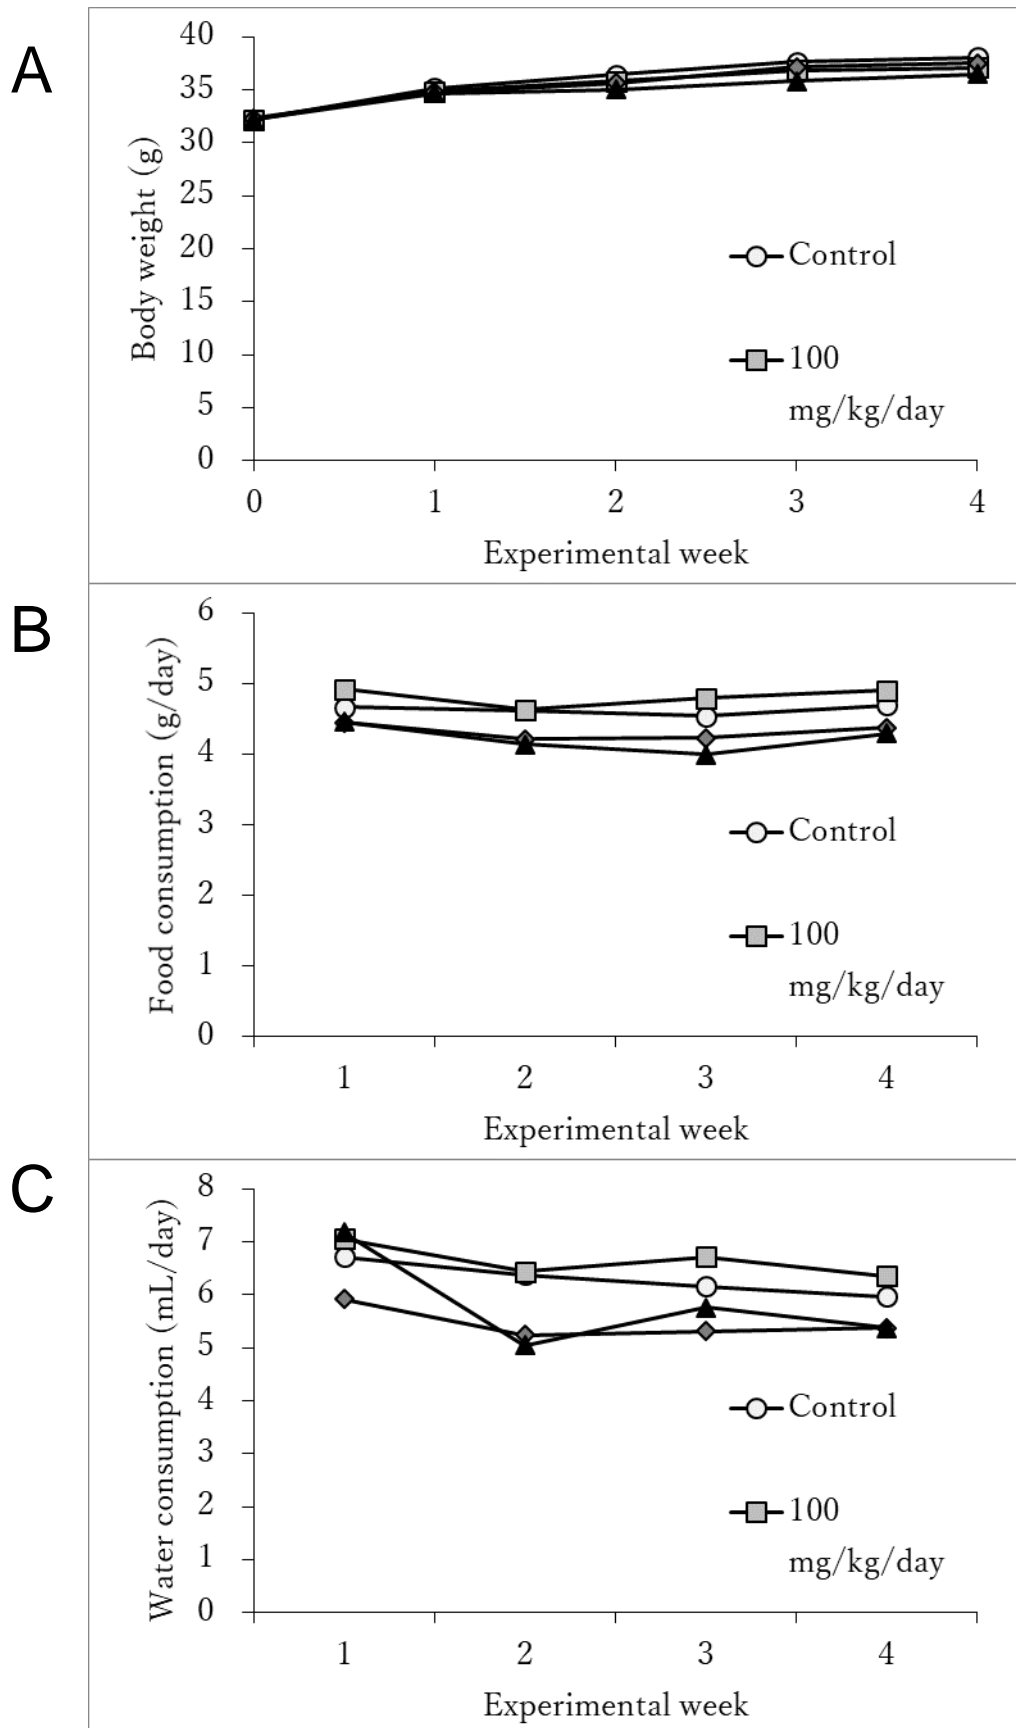 A
40
35
30
25
20
15
10
5
0
Body weight (g)
Control
100
mg/kg/day
0 1 2 3 4
Experimental week
B
6
5
4
3
2
1
0
Food consumption (g/day)
Control
100
mg/kg/day
1 2 3 4
Experimental week
C
8
7
6
5
4
3
2
1
0
Water consumption (mL/day)
Control
100
mg/kg/day
1 2 3 4
Experimental week